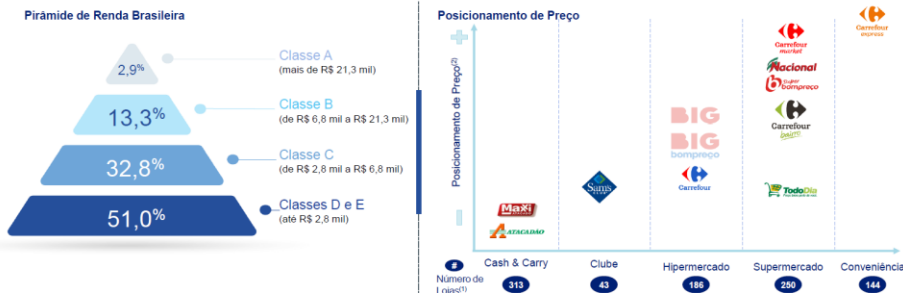 Pirâmide de Renda Brasileira
2,9%
Classe A
(mais de R$ 21,3 mil)
13,3%
Classe B
(de R$ 6,8 mil a R$ 21,3 mil)
32,8%
Classe C
(de R$ 2,8 mil a R$ 6,8 mil)
51,0%
Classes D e E
(até R$ 2,8 mil)
Posicionamento de Preço
Posicionamento de Preço(2)
Maxxi
ATACADÃO
Sam's
CLUB
BIG
BIG
bompreço
Carrefour
Carrefour
market
Nacional
Super
bompreço
Carrefour
bairro
TodoDia
Carrefour
express
#
Número de
Lojas(1)
Cash & Carry
313
Clube
43
Hipermercado
186
Supermercado
250
Conveniência
144